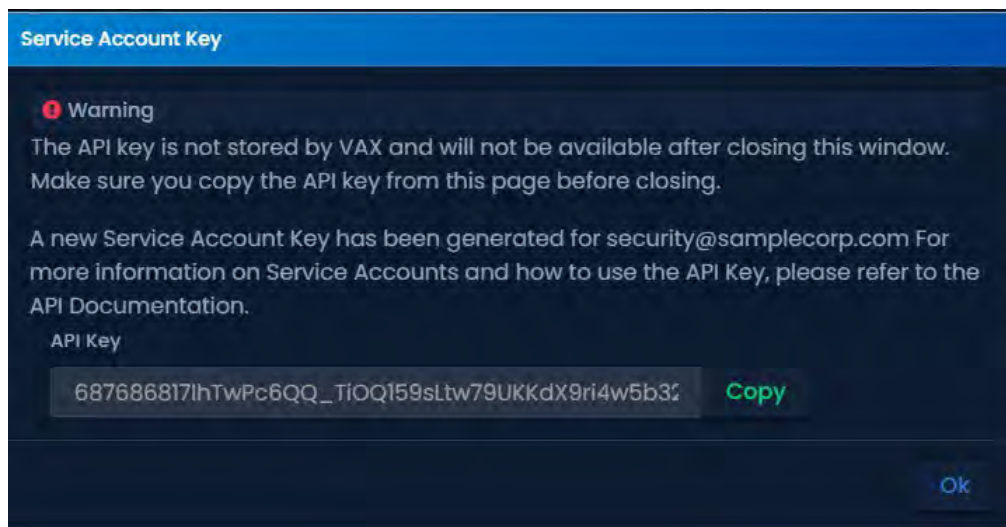 Service Account Key
Warning
The API key is not stored by VAX and will not be available after closing this window.
Make sure you copy the API key from this page before closing.
A new Service Account Key has been generated for security@samplecorp.com For
more information on Service Accounts and how to use the API Key, please refer to the
API Documentation.
API Key
687686817lhTwPc6QQ_TiOQ159sLtw79UKKdX9ri4w5b32
Copy
Ok